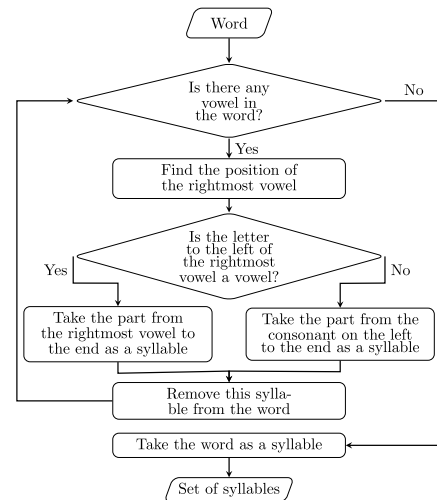 Word
Is there any
vowel in
the word?
No
Yes
Find the position of
the rightmost vowel
Is the letter
to the left of
the rightmost
vowel a vowel?
Yes
No
Take the part from
the rightmost vowel to
the end as a syllable
Take the part from the
consonant on the left
to the end as a syllable
Remove this sylla-
ble from the word
Take the word as a syllable
Set of syllables